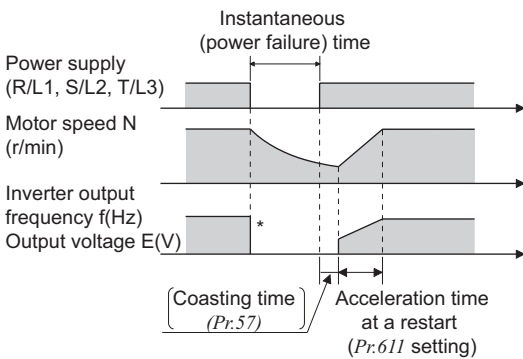 Instantaneous
(power failure) time
Power supply
(R/L1, S/L2, T/L3)
Motor speed N
(r/min)
Inverter output
frequency f(Hz)
Output voltage E(V)
*
Coasting time
(Pr.57)
Acceleration time
at a restart
(Pr.611 setting)